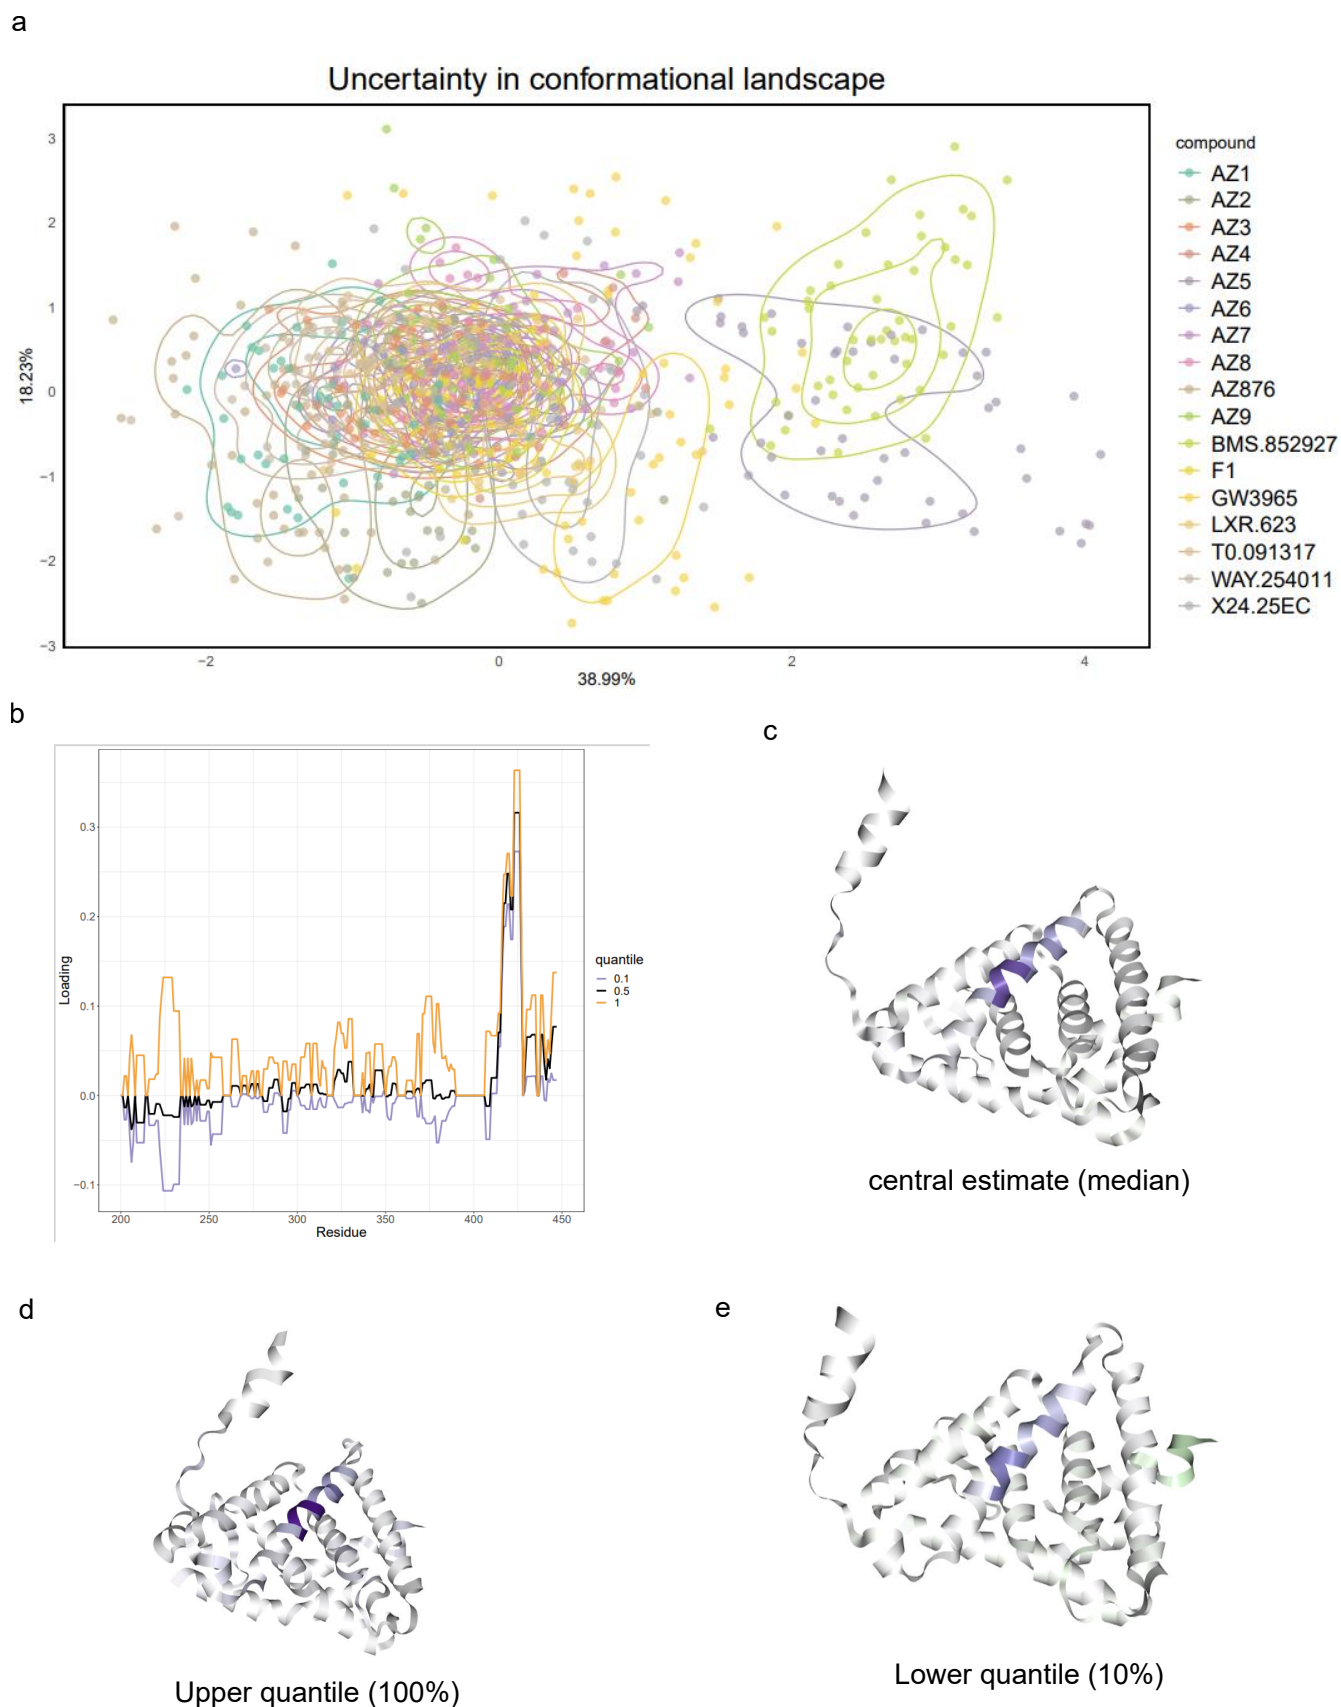 a
Uncertainty in conformational landscape
3
2
1
0
−1
−2
−3
18.23%
−2
0
2
4
38.99%
compound
AZ1
AZ2
AZ3
AZ4
AZ5
AZ6
AZ7
AZ8
AZ876
AZ9
BMS.852927
F1
GW3965
LXR.623
T0.091317
WAY.254011
X24.25EC
b
0.3
0.2
0.1
0.0
−0.1
Loading
200
250
300
350
400
450
Residue
quantile
0.1
0.5
1
c
central estimate (median)
d
Upper quantile (100%)
e
Lower quantile (10%)